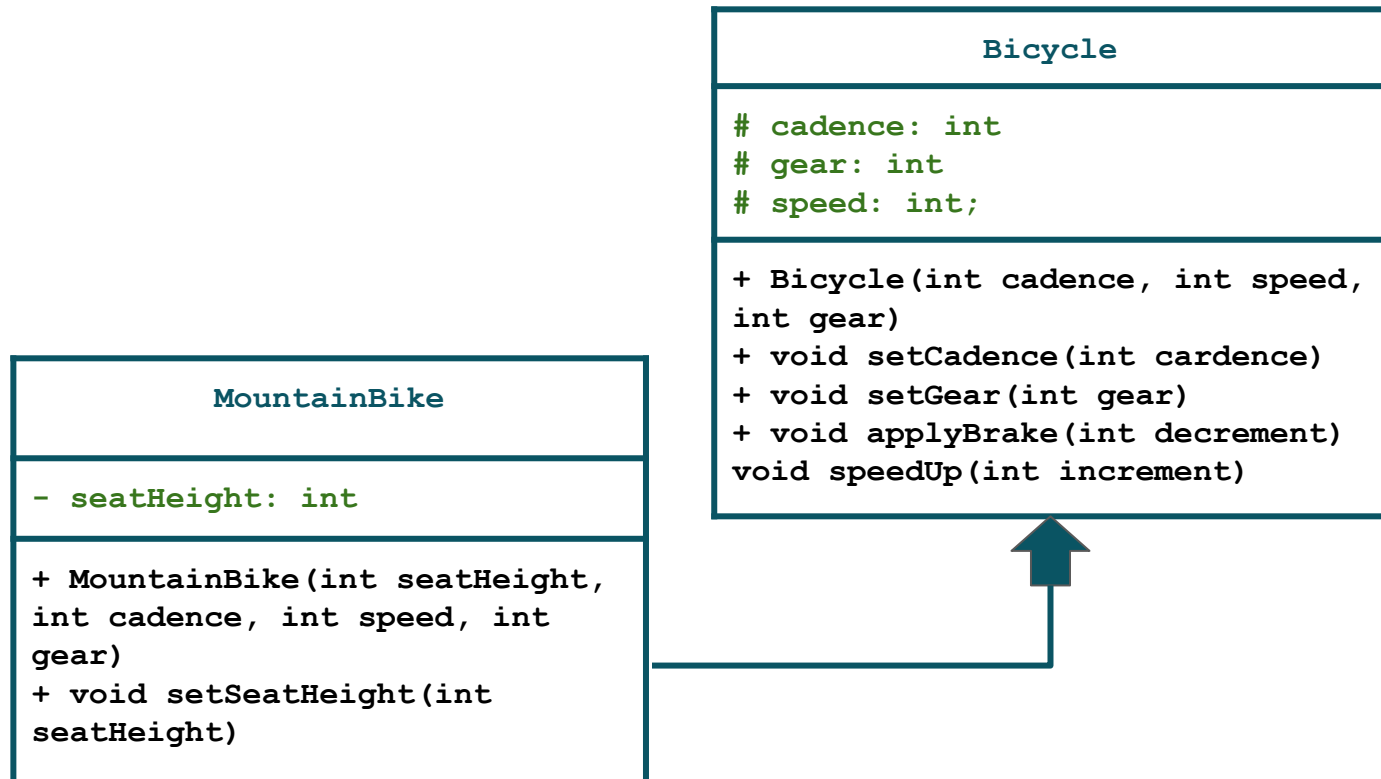 Bicycle
# cadence: int
# gear: int
# speed: int;
+ Bicycle(int cadence, int speed,
int gear)
+ void setCadence(int cardence)
+ void setGear(int gear)
+ void applyBrake(int decrement)
void speedUp(int increment)
MountainBike
- seatHeight: int
+ MountainBike(int seatHeight,
int cadence, int speed, int
gear)
+ void setSeatHeight(int
seatHeight)